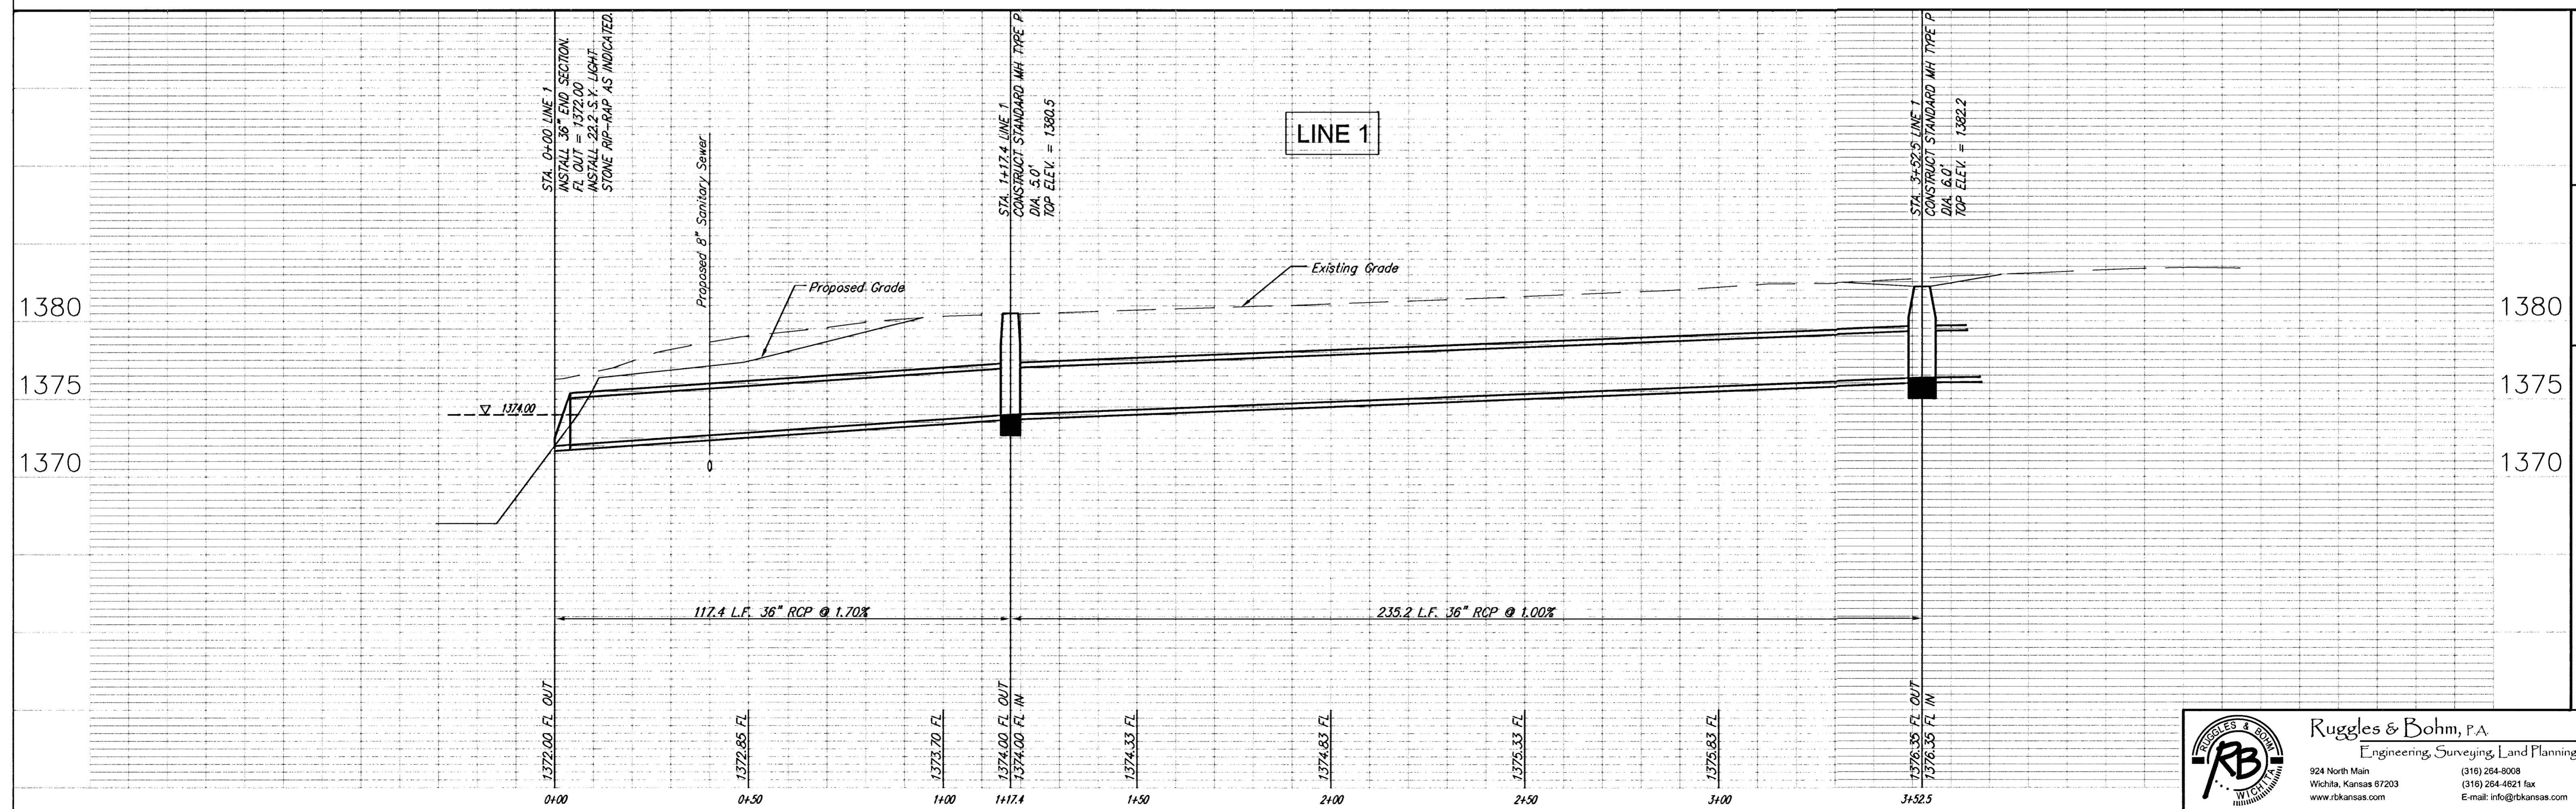 STA. 0+00 LINE 1
INSTALL 36" END SECTION.
FL OUT = 1372.00
INSTALL 22.2 S.Y. LIGHT
STONE RIP-RAP AS INDICATED.
Proposed 8" Sanitary Sewer
STA. 1+17.4 LINE 1
CONSTRUCT STANDARD MH TYPE P
DIA. 5.0'
TOP ELEV. = 1380.5
LINE 1
STA. 3+52.5 LINE 1
CONSTRUCT STANDARD MH TYPE P
DIA. 6.0'
TOP ELEV. = 1382.2
Existing Grade
Proposed Grade
1380
1380
1375
1375
1374.00
1370
1370
117.4 L.F. 36" RCP @ 1.70%
235.2 L.F. 36" RCP @ 1.00%
1372.00 FL OUT
1372.85 FL
1373.70 FL
1374.00 FL OUT
1374.00 FL IN
1374.33 FL
1374.83 FL
1375.33 FL
1375.83 FL
1376.35 FL OUT
1376.35 FL IN
0+00
0+50
1+00
1+17.4
1+50
2+00
2+50
3+00
3+52.5
RUGGLES & BOHM
RB
WICHITA
Ruggles & Bohm, P.A.
Engineering, Surveying, Land Planning
924 North Main
(316) 264-8008
Wichita, Kansas 67203
(316) 264-4621 fax
www.rbkansas.com
E-mail: info@rbkansas.com